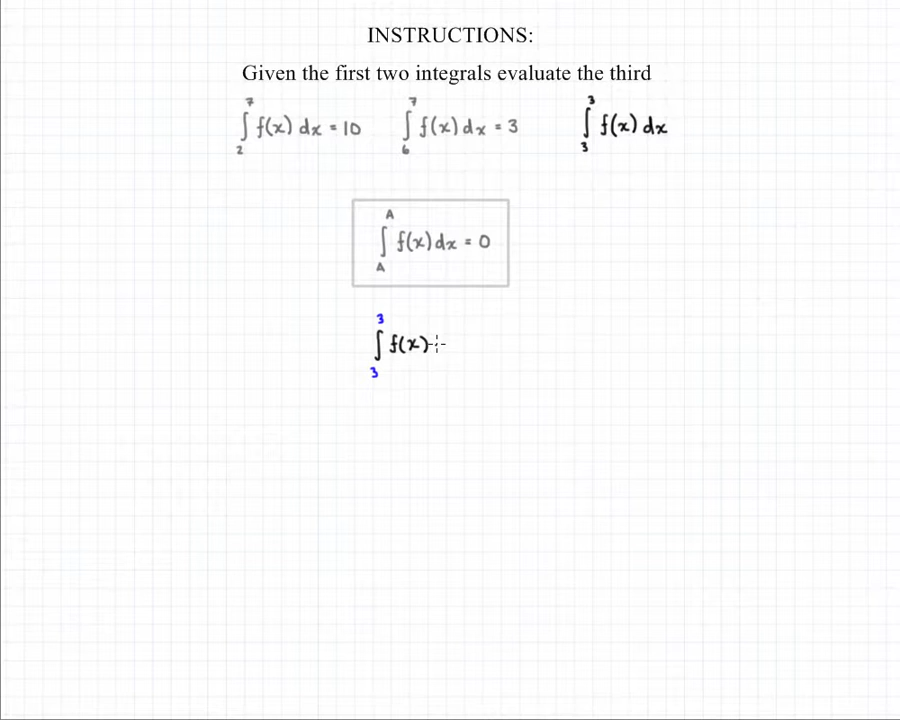 INSTRUCTIONS:
Given the first two integrals evaluate the third
∫₂⁷ f(x) dx = 10 ∫₆⁷ f(x) dx = 3 ∫₃³ f(x) dx
∫_A^A f(x) dx = 0
∫₃³ f(x)